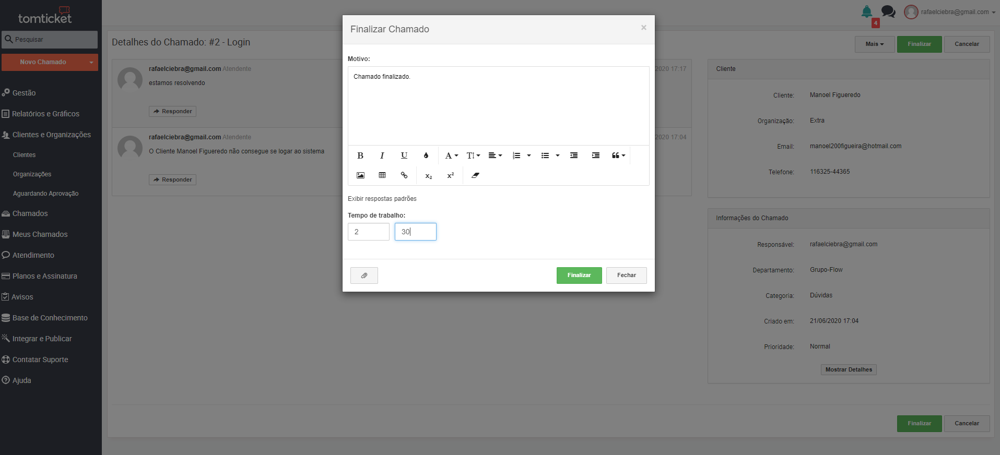 tomticket
Pesquisar
Novo Chamado
Gestão
Relatórios e Gráficos
Clientes e Organizações
Clientes
Organizações
Aguardando Aprovação
Chamados
Meus Chamados
Atendimento
Planos e Assinatura
Avisos
Base de Conhecimento
Integrar e Publicar
Contatar Suporte
Ajuda
4
rafaelciebra@gmail.com
Detalhes do Chamado: #2 - Login
Mais
Finalizar
Cancelar
rafaelciebra@gmail.com Atendente
2020 17:17
estamos resolvendo
Responder
rafaelciebra@gmail.com Atendente
2020 17:04
O Cliente Manoel Figueredo não consegue se logar ao sistema
Responder
Finalizar Chamado
×
Motivo:
Chamado finalizado.
B I U A T
x₂ x²
Exibir respostas padrões
Tempo de trabalho:
2 30
Finalizar
Fechar
Cliente
Cliente: Manoel Figueredo
Organização: Extra
Email: manoel200figueira@hotmail.com
Telefone: 116325-44365
Informações do Chamado
Responsável: rafaelciebra@gmail.com
Departamento: Grupo-Flow
Categoria: Dúvidas
Criado em: 21/06/2020 17:04
Prioridade: Normal
Mostrar Detalhes
Finalizar
Cancelar